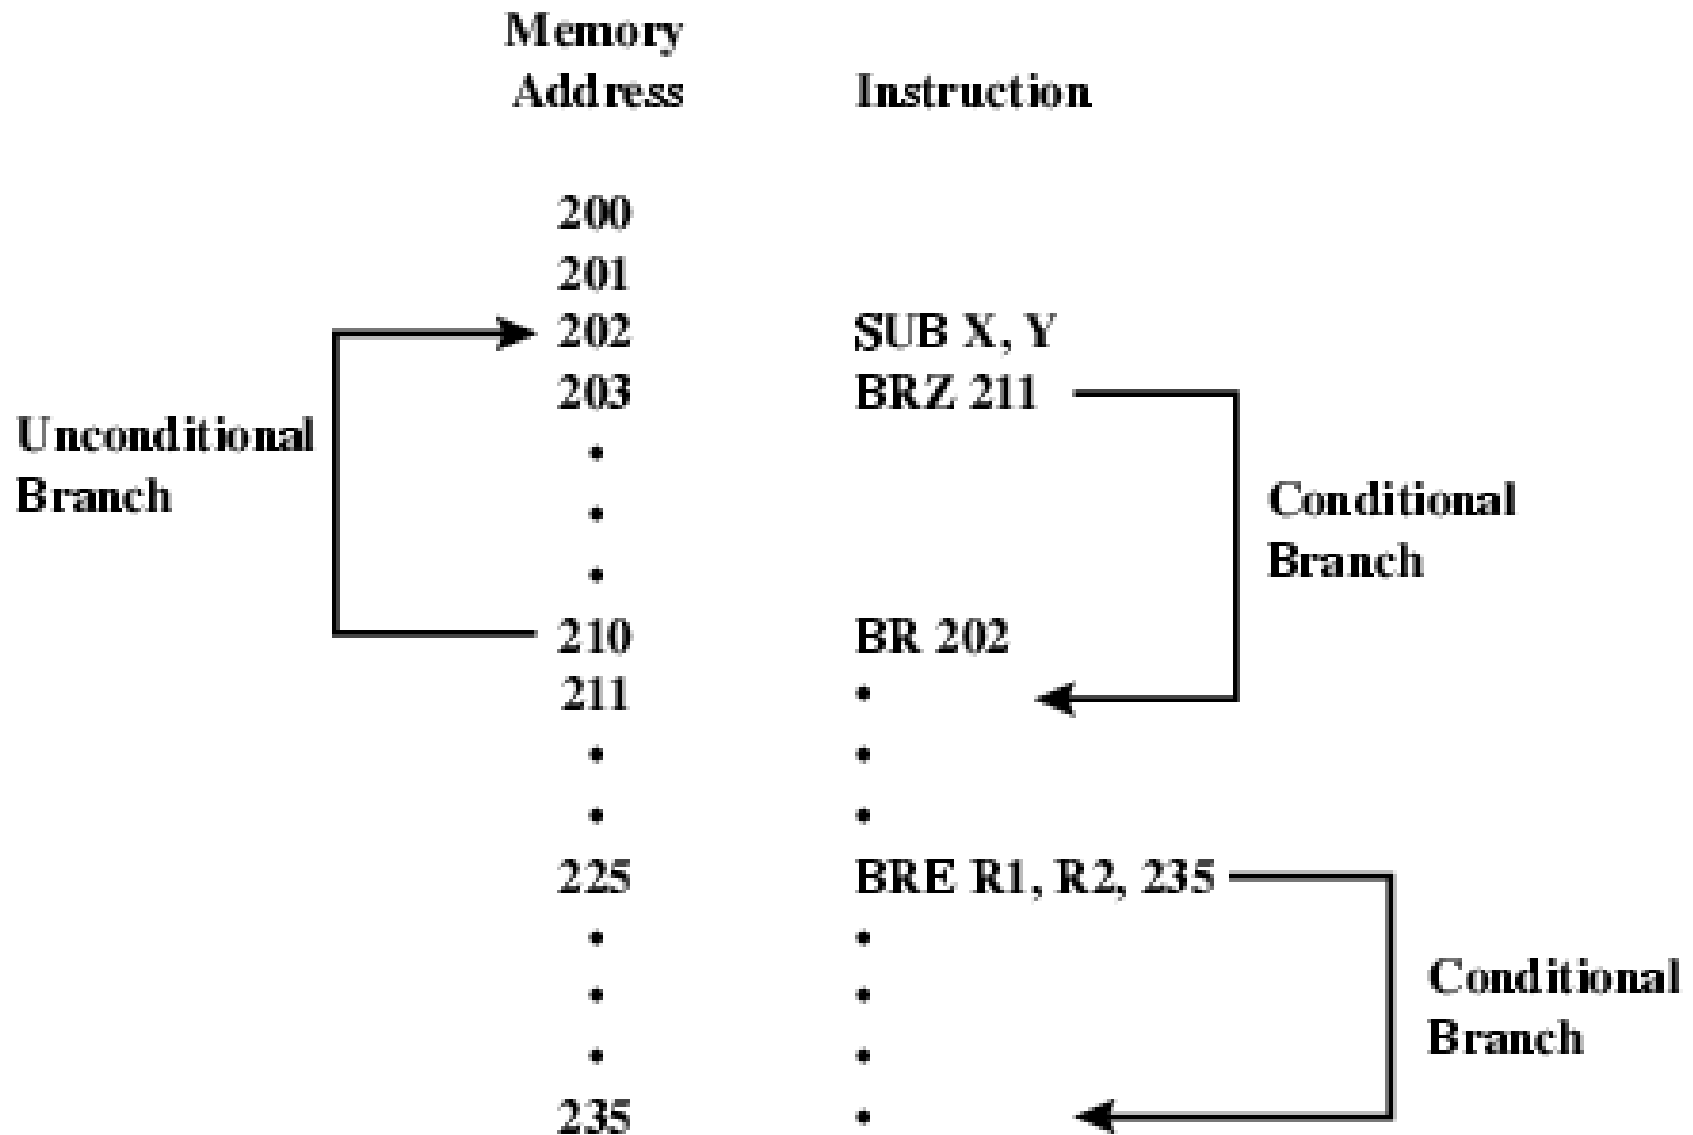 Memory
Address Instruction
200
201
202 SUB X, Y
203 BRZ 211
Unconditional
Branch
Conditional
Branch
210 BR 202
211
225 BRE R1, R2, 235
Conditional
Branch
235